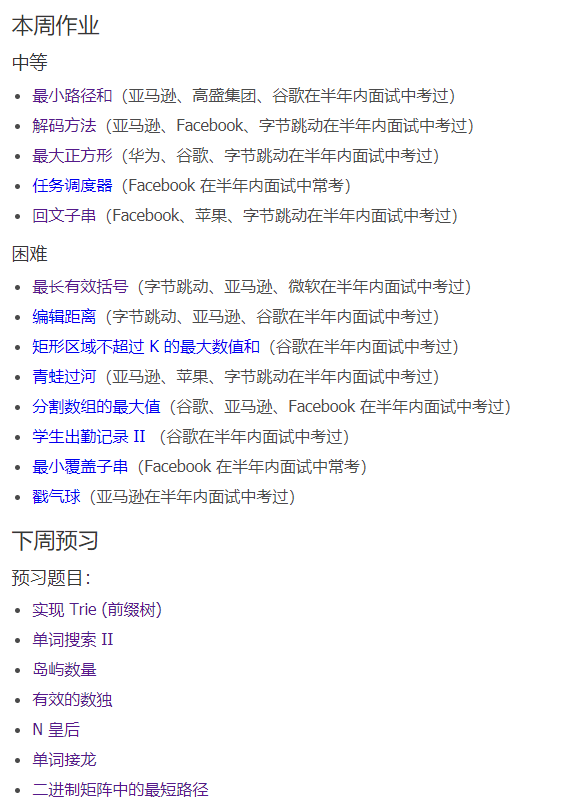 本周作业
中等
最小路径和（亚马逊、高盛集团、谷歌在半年内面试中考过）
解码方法（亚马逊、Facebook、字节跳动在半年内面试中考过）
最大正方形（华为、谷歌、字节跳动在半年内面试中考过）
任务调度器（Facebook 在半年内面试中常考）
回文子串（Facebook、苹果、字节跳动在半年内面试中考过）
困难
最长有效括号（字节跳动、亚马逊、微软在半年内面试中考过）
编辑距离（字节跳动、亚马逊、谷歌在半年内面试中考过）
矩形区域不超过 K 的最大数值和（谷歌在半年内面试中考过）
青蛙过河（亚马逊、苹果、字节跳动在半年内面试中考过）
分割数组的最大值（谷歌、亚马逊、Facebook 在半年内面试中考过）
学生出勤记录 II （谷歌在半年内面试中考过）
最小覆盖子串（Facebook 在半年内面试中常考）
戳气球（亚马逊在半年内面试中考过）
下周预习
预习题目：
实现 Trie (前缀树)
单词搜索 II
岛屿数量
有效的数独
N 皇后
单词接龙
二进制矩阵中的最短路径